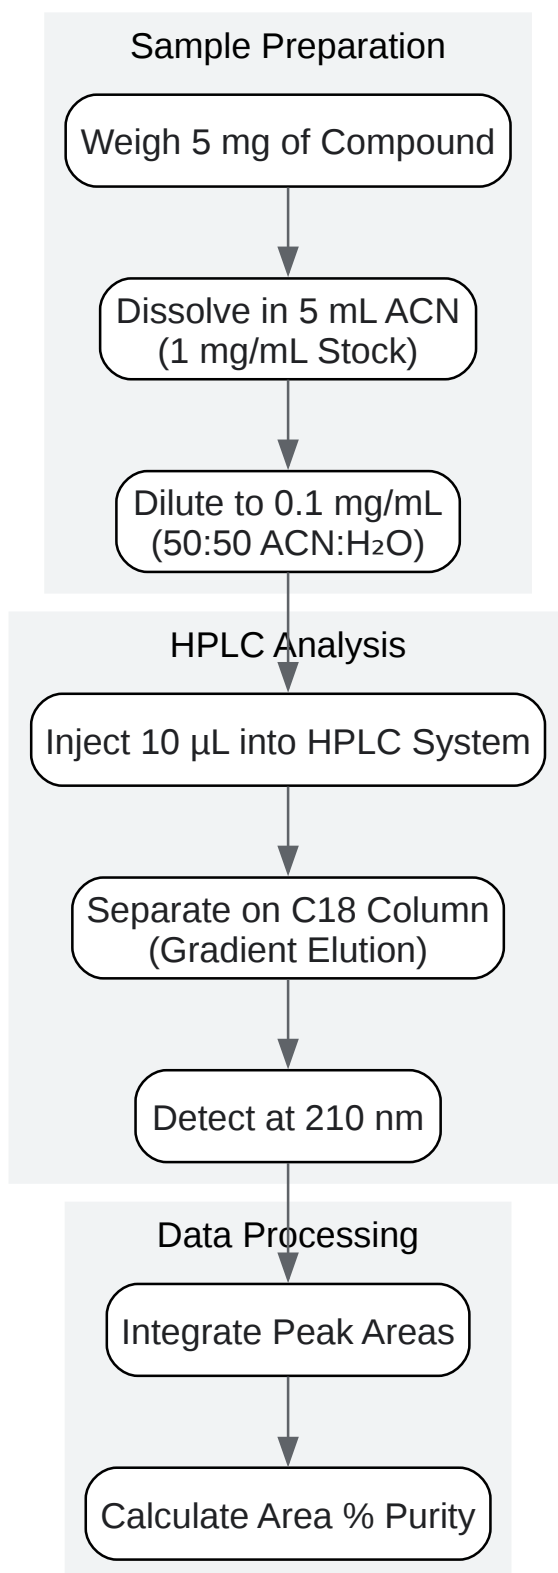 Sample Preparation
Weigh 5 mg of Compound
Dissolve in 5 mL ACN
(1 mg/mL Stock)
Dilute to 0.1 mg/mL
(50:50 ACN:H₂O)
HPLC Analysis
Inject 10 µL into HPLC System
Separate on C18 Column
(Gradient Elution)
Detect at 210 nm
Data Processing
Integrate Peak Areas
Calculate Area % Purity